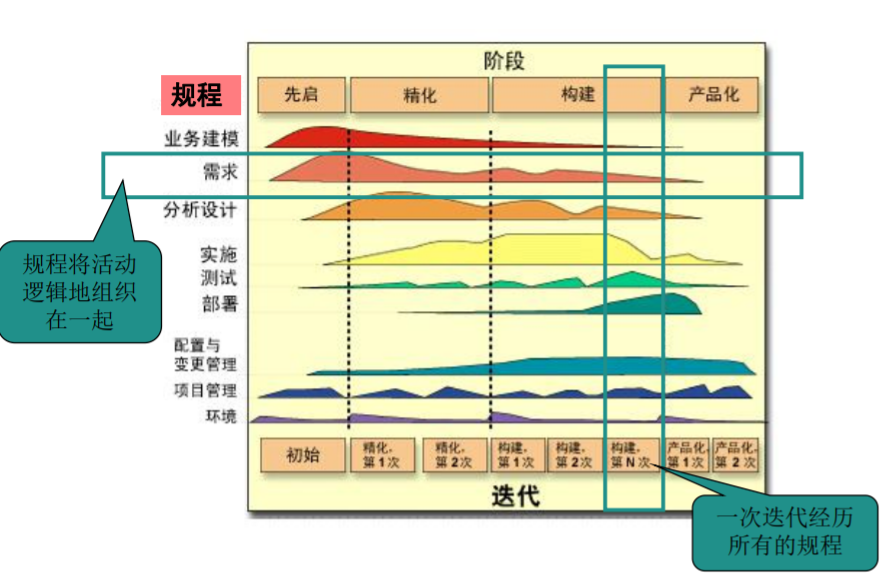 阶段
规程
先启
精化
构建
产品化
业务建模
需求
分析设计
实施
测试
部署
配置与
变更管理
项目管理
环境
规程将活动
逻辑地组织
在一起
初始
精化,
第1次
精化,
第2次
构建,
第1次
构建,
第2次
构建,
第N次
产品化,
第1次
产品化,
第2次
迭代
一次迭代经历
所有的规程